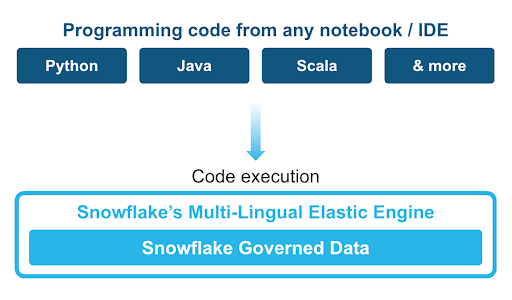 Programming code from any notebook / IDE
Python
Java
Scala
& more
Code execution
Snowflake’s Multi-Lingual Elastic Engine
Snowflake Governed Data